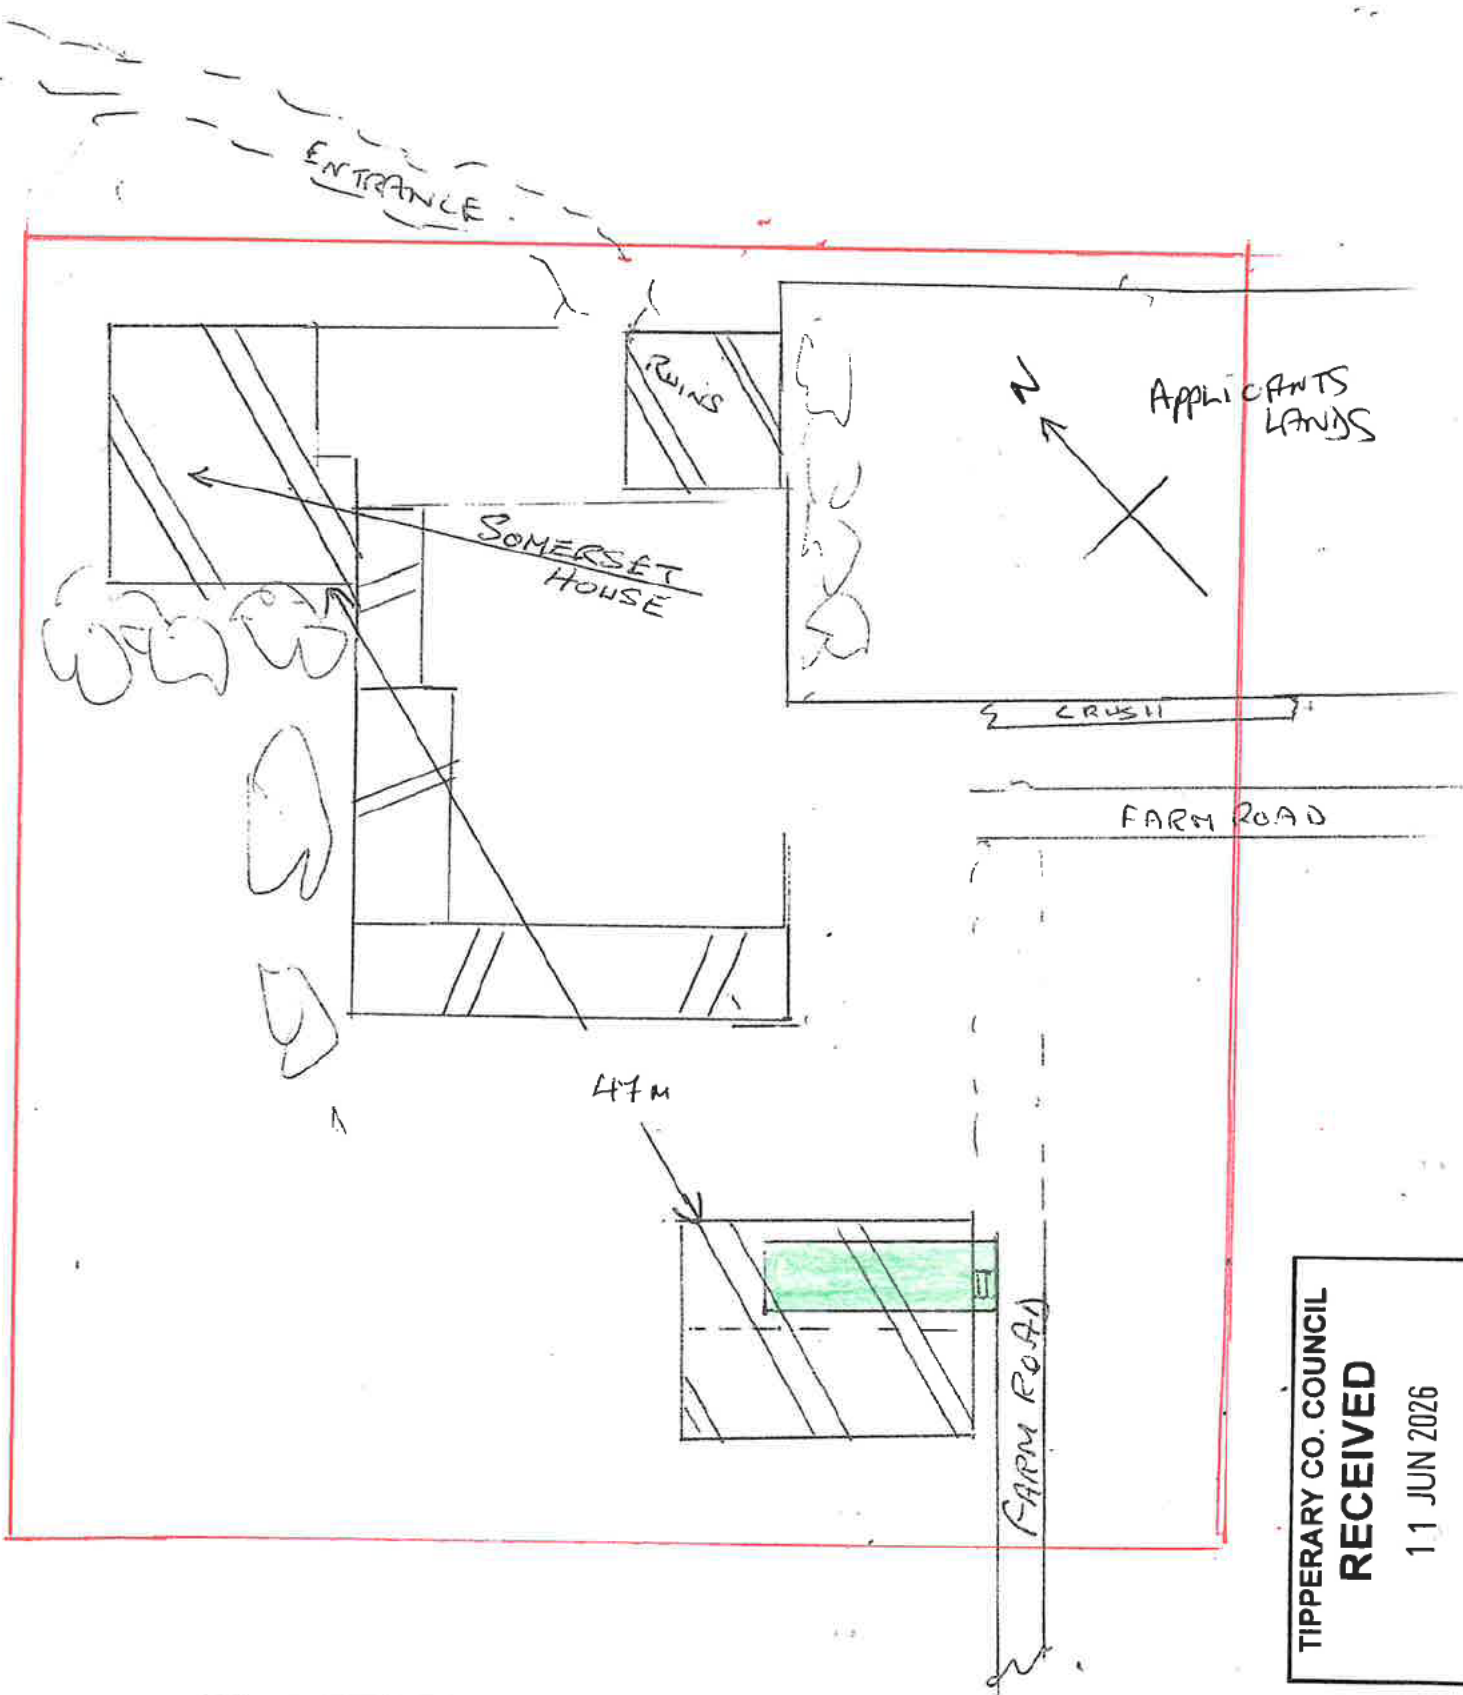 ENTRANCE.
RUINS
N
APPLICANTS
LANDS
SOMERSET
HOUSE
CRUSH
FARM ROAD
47M
FARM ROAD
TIPPERARY CO. COUNCIL
RECEIVED
11 JUN 2026